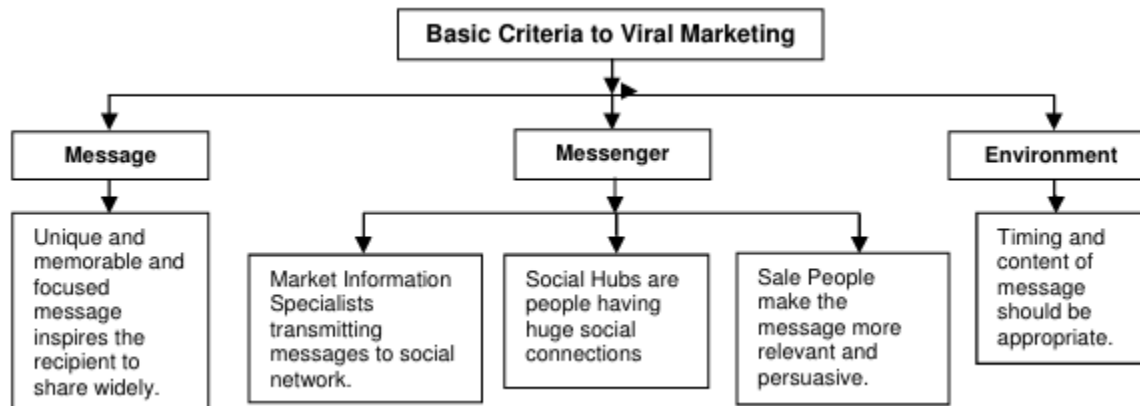 Basic Criteria to Viral Marketing
Message
Messenger
Environment
Unique and
memorable and
focused
message
inspires the
recipient to
share widely.
Market Information
Specialists
transmitting
messages to social
network.
Social Hubs are
people having
huge social
connections
Sale People
make the
message more
relevant and
persuasive.
Timing and
content of
message
should be
appropriate.